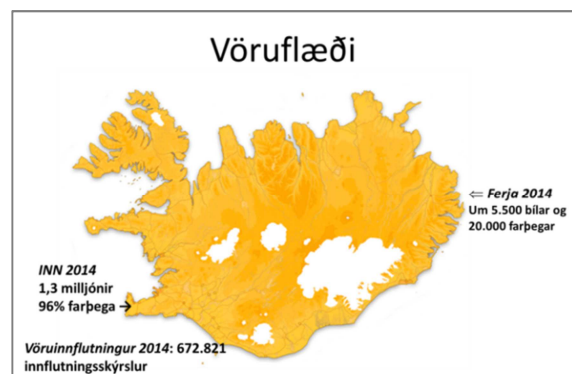 Vöruflæði
⇐ Ferja 2014
Um 5.500 bílar og
20.000 farþegar
INN 2014
1,3 milljónir
96% farþega →
Vöruinnflutningur 2014: 672.821
innflutningsskýrslur